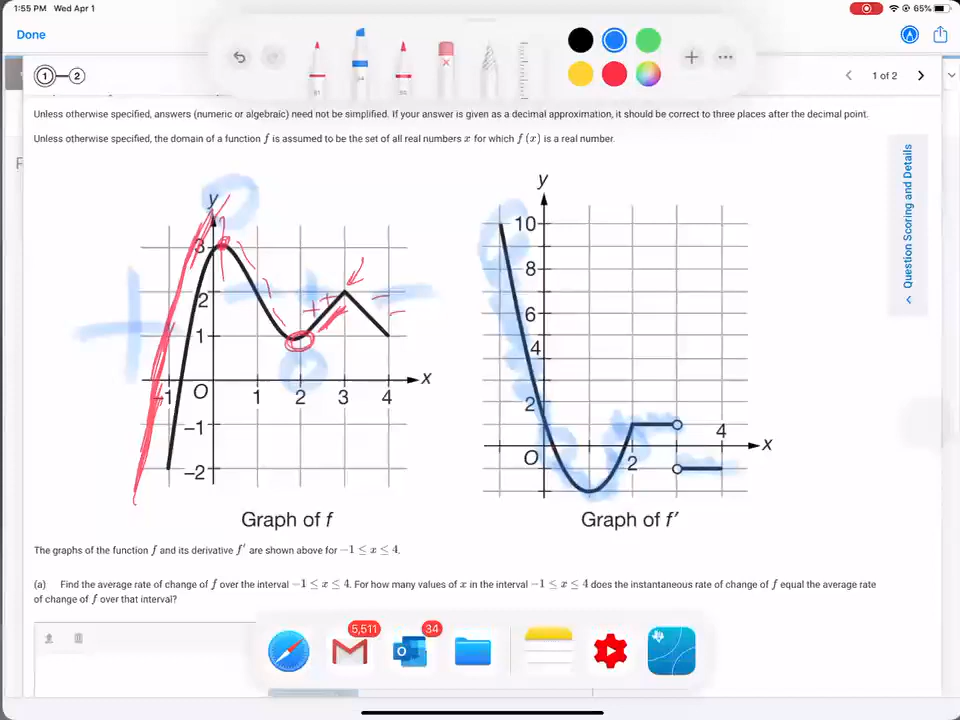 1:55 PM Wed Apr 1
65%
Done
1
2
1 of 2
Unless otherwise specified, answers (numeric or algebraic) need not be simplified. If your answer is given as a decimal approximation, it should be correct to three places after the decimal point.
Unless otherwise specified, the domain of a function f is assumed to be the set of all real numbers x for which f (x) is a real number.
Question Scoring and Details
y
3
2
1
-1
O
1
2
3
4
x
-1
-2
Graph of f
y
10
8
6
4
2
O
2
4
x
Graph of f′
The graphs of the function f and its derivative f′ are shown above for −1 ≤ x ≤ 4.
(a) Find the average rate of change of f over the interval −1 ≤ x ≤ 4. For how many values of x in the interval −1 ≤ x ≤ 4 does the instantaneous rate of change of f equal the average rate
of change of f over that interval?
5,511
34